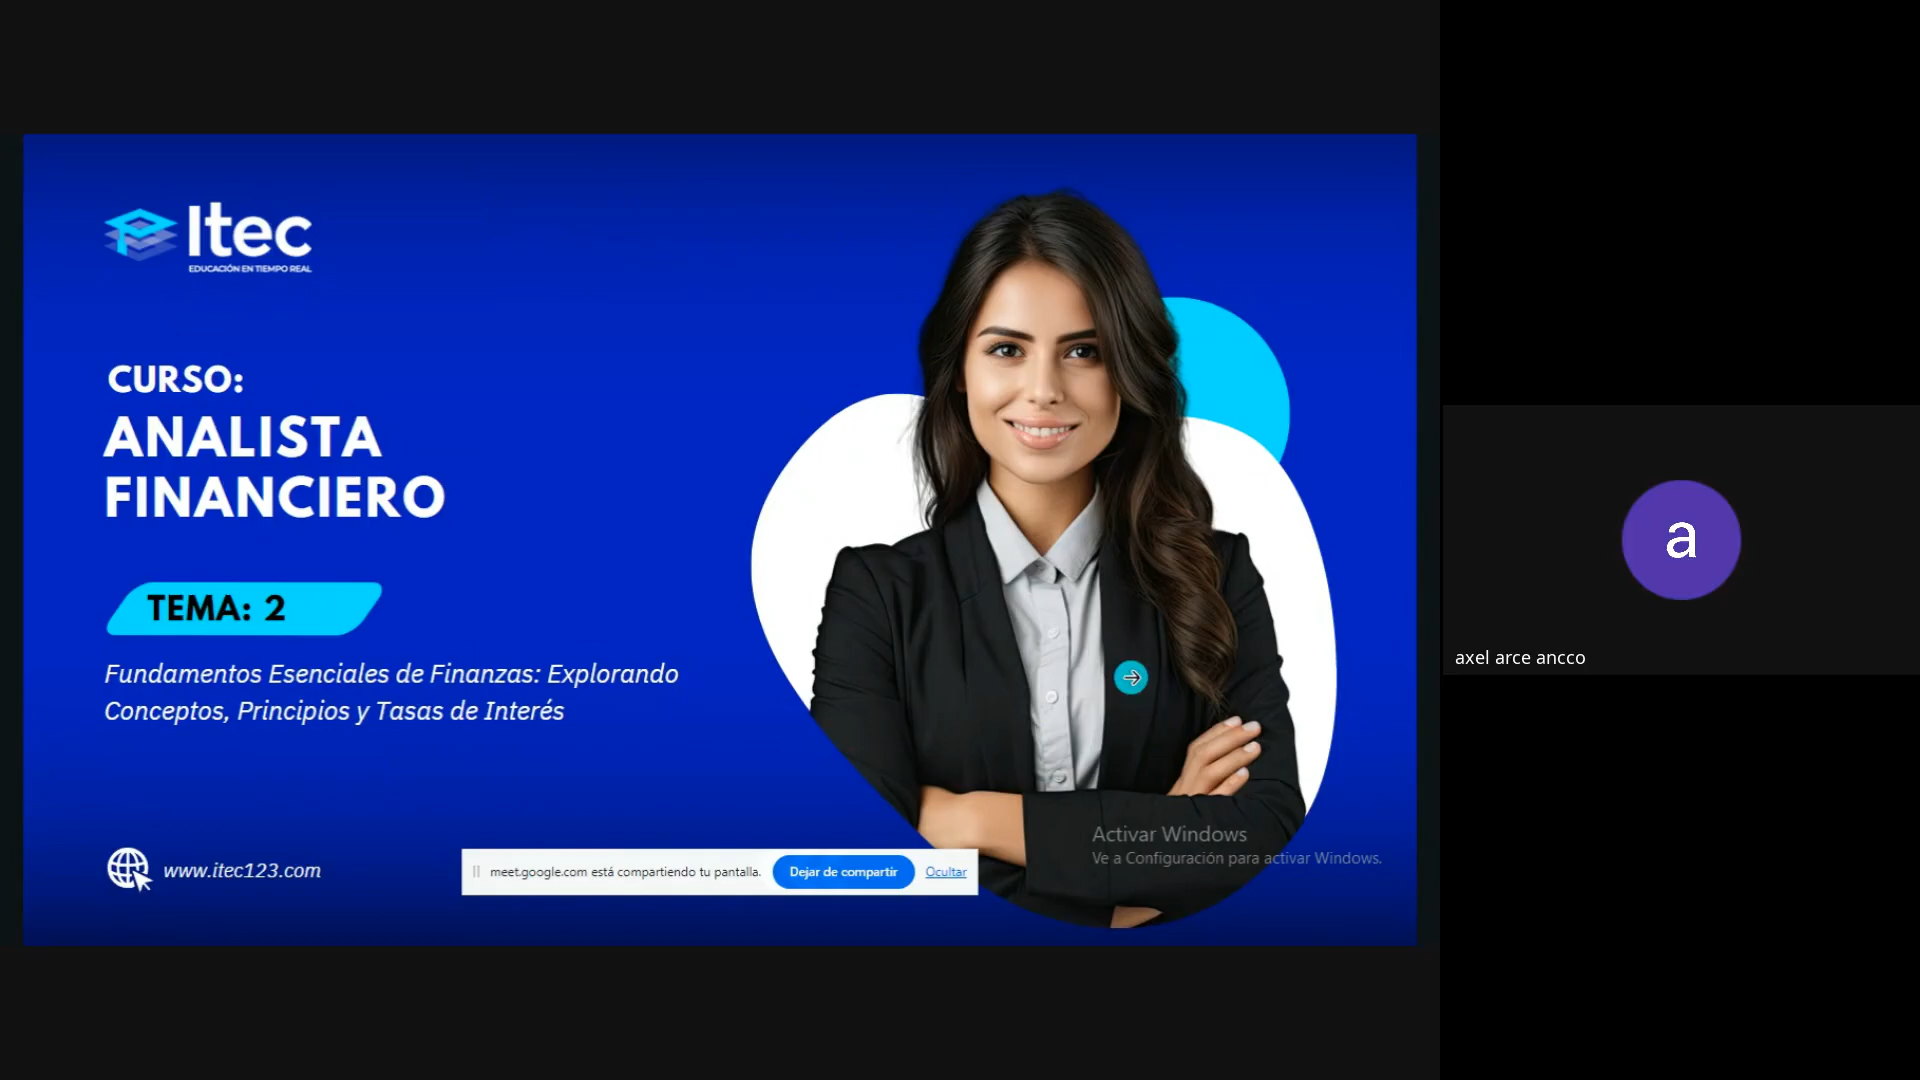 Itec
EDUCACIÓN EN TIEMPO REAL
CURSO:
ANALISTA
FINANCIERO
TEMA: 2
Fundamentos Esenciales de Finanzas: Explorando
Conceptos, Principios y Tasas de Interés
www.itec123.com
meet.google.com está compartiendo tu pantalla.
Dejar de compartir
Ocultar
Activar Windows
Ve a Configuración para activar Windows.
a
axel arce ancco